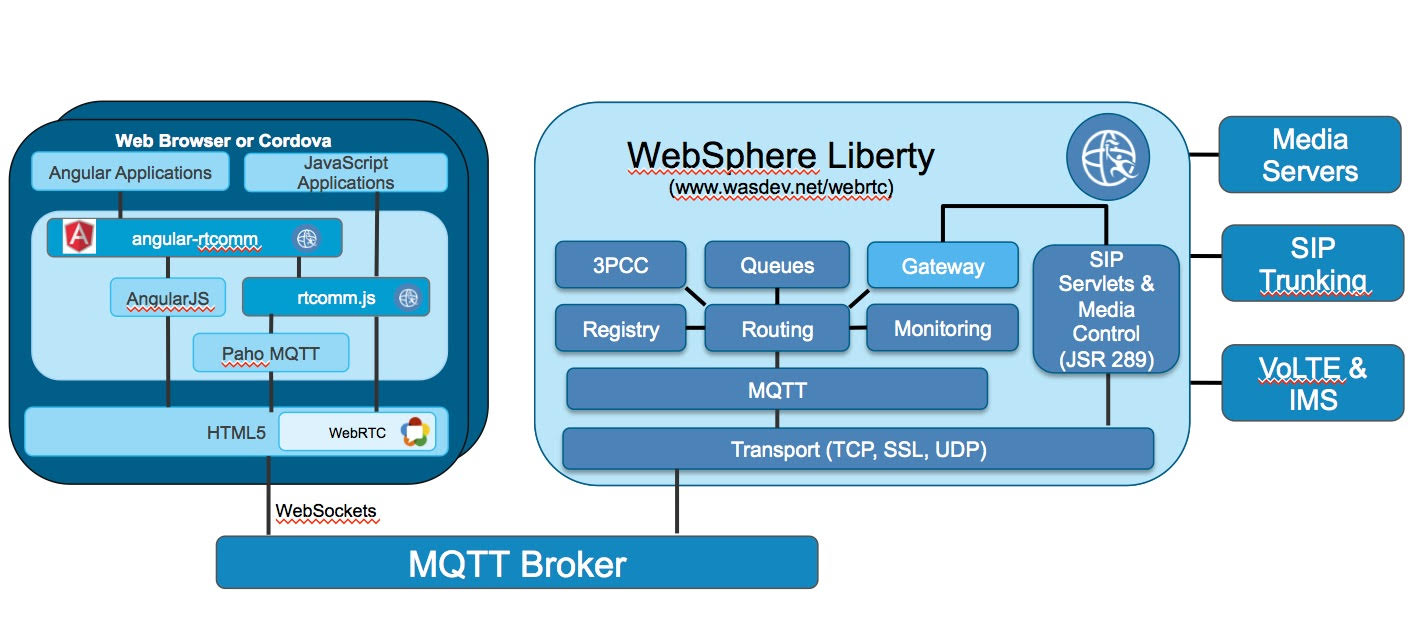 Web Browser or Cordova
Angular Applications
JavaScript
Applications
A
angular-rtcomm
AngularJS
rtcomm.js
Paho MQTT
HTML5
WebRTC
WebSockets
MQTT Broker
WebSphere Liberty
(www.wasdev.net/webrtc)
3PCC
Queues
Gateway
Registry
Routing
Monitoring
SIP
Servlets &
Media
Control
(JSR 289)
MQTT
Transport (TCP, SSL, UDP)
Media
Servers
SIP
Trunking
VoLTE &
IMS